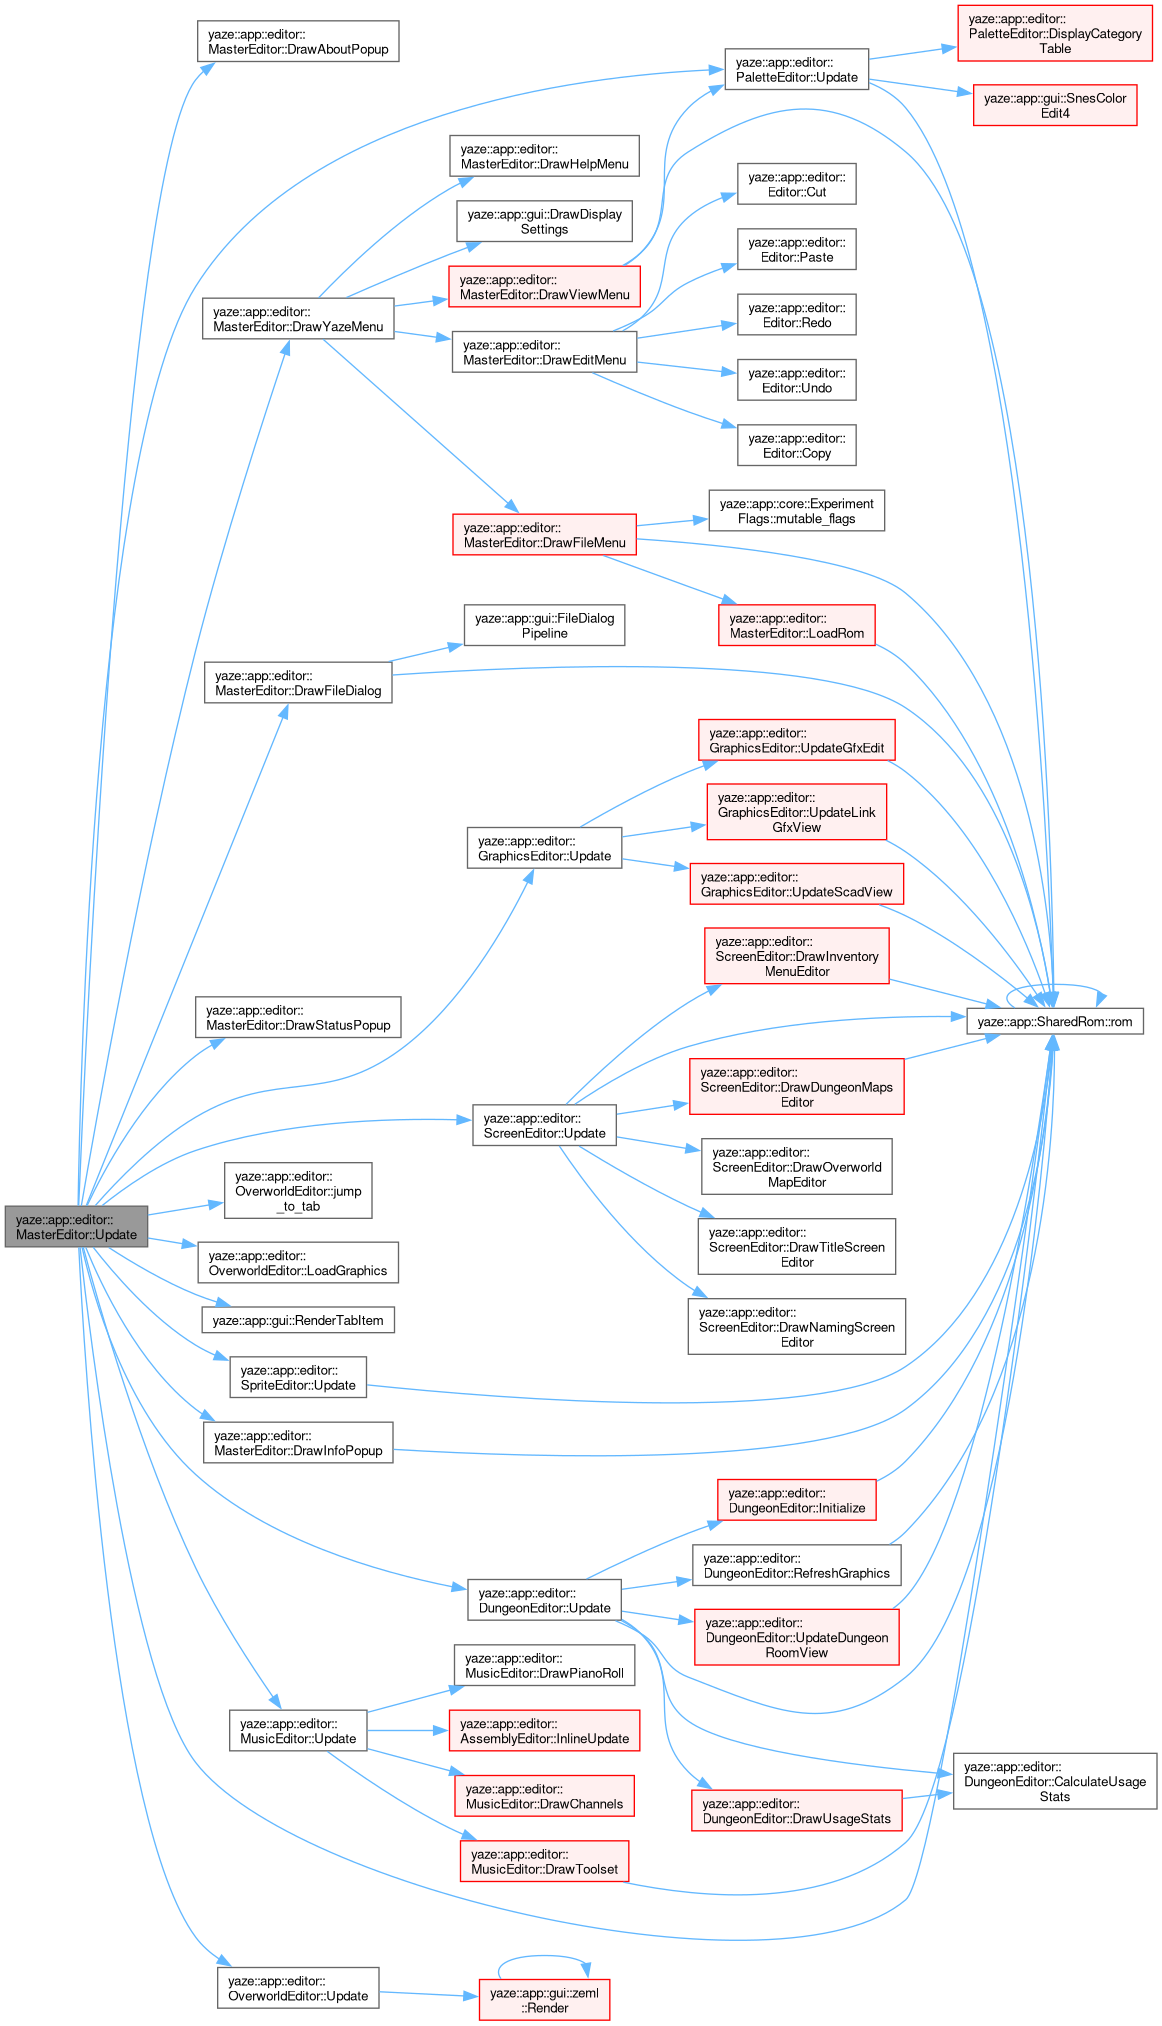 yaze::app::editor::
MasterEditor::Update
yaze::app::editor::
MasterEditor::DrawAboutPopup
yaze::app::editor::
PaletteEditor::Update
yaze::app::editor::
PaletteEditor::DisplayCategory
Table
yaze::app::gui::SnesColor
Edit4
yaze::app::editor::
MasterEditor::DrawYazeMenu
yaze::app::editor::
MasterEditor::DrawHelpMenu
yaze::app::gui::DrawDisplay
Settings
yaze::app::editor::
MasterEditor::DrawViewMenu
yaze::app::editor::
MasterEditor::DrawEditMenu
yaze::app::editor::
Editor::Cut
yaze::app::editor::
Editor::Paste
yaze::app::editor::
Editor::Redo
yaze::app::editor::
Editor::Undo
yaze::app::editor::
Editor::Copy
yaze::app::editor::
MasterEditor::DrawFileMenu
yaze::app::core::Experiment
Flags::mutable_flags
yaze::app::editor::
MasterEditor::LoadRom
yaze::app::editor::
MasterEditor::DrawFileDialog
yaze::app::gui::FileDialog
Pipeline
yaze::app::editor::
GraphicsEditor::Update
yaze::app::editor::
GraphicsEditor::UpdateGfxEdit
yaze::app::editor::
GraphicsEditor::UpdateLink
GfxView
yaze::app::editor::
GraphicsEditor::UpdateScadView
yaze::app::editor::
MasterEditor::DrawStatusPopup
yaze::app::editor::
ScreenEditor::Update
yaze::app::editor::
ScreenEditor::DrawInventory
MenuEditor
yaze::app::SharedRom::rom
yaze::app::editor::
ScreenEditor::DrawDungeonMaps
Editor
yaze::app::editor::
ScreenEditor::DrawOverworld
MapEditor
yaze::app::editor::
ScreenEditor::DrawTitleScreen
Editor
yaze::app::editor::
ScreenEditor::DrawNamingScreen
Editor
yaze::app::editor::
OverworldEditor::jump
_to_tab
yaze::app::editor::
OverworldEditor::LoadGraphics
yaze::app::gui::RenderTabItem
yaze::app::editor::
SpriteEditor::Update
yaze::app::editor::
MasterEditor::DrawInfoPopup
yaze::app::editor::
DungeonEditor::Update
yaze::app::editor::
DungeonEditor::Initialize
yaze::app::editor::
DungeonEditor::RefreshGraphics
yaze::app::editor::
DungeonEditor::UpdateDungeon
RoomView
yaze::app::editor::
DungeonEditor::DrawUsageStats
yaze::app::editor::
DungeonEditor::CalculateUsage
Stats
yaze::app::editor::
MusicEditor::Update
yaze::app::editor::
MusicEditor::DrawPianoRoll
yaze::app::editor::
AssemblyEditor::InlineUpdate
yaze::app::editor::
MusicEditor::DrawChannels
yaze::app::editor::
MusicEditor::DrawToolset
yaze::app::editor::
OverworldEditor::Update
yaze::app::gui::zeml
::Render